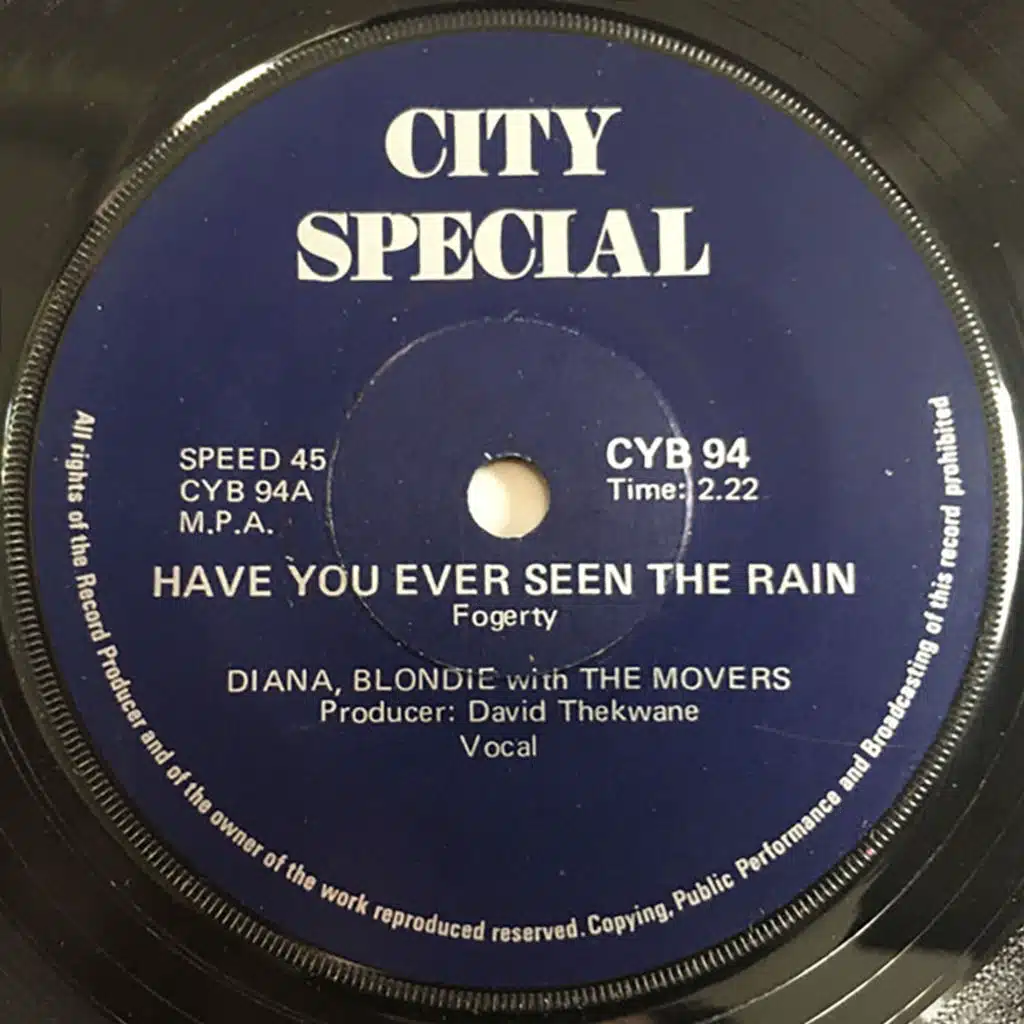 CITY
SPECIAL
SPEED 45
CYB 94A
M.P.A.
CYB 94
Time: 2.22
HAVE YOU EVER SEEN THE RAIN
Fogerty
DIANA, BLONDIE with THE MOVERS
Producer: David Thekwane
Vocal
All rights of the Record Producer and of the owner of the work reproduced reserved. Copying, Public Performance and Broadcasting of this record prohibited